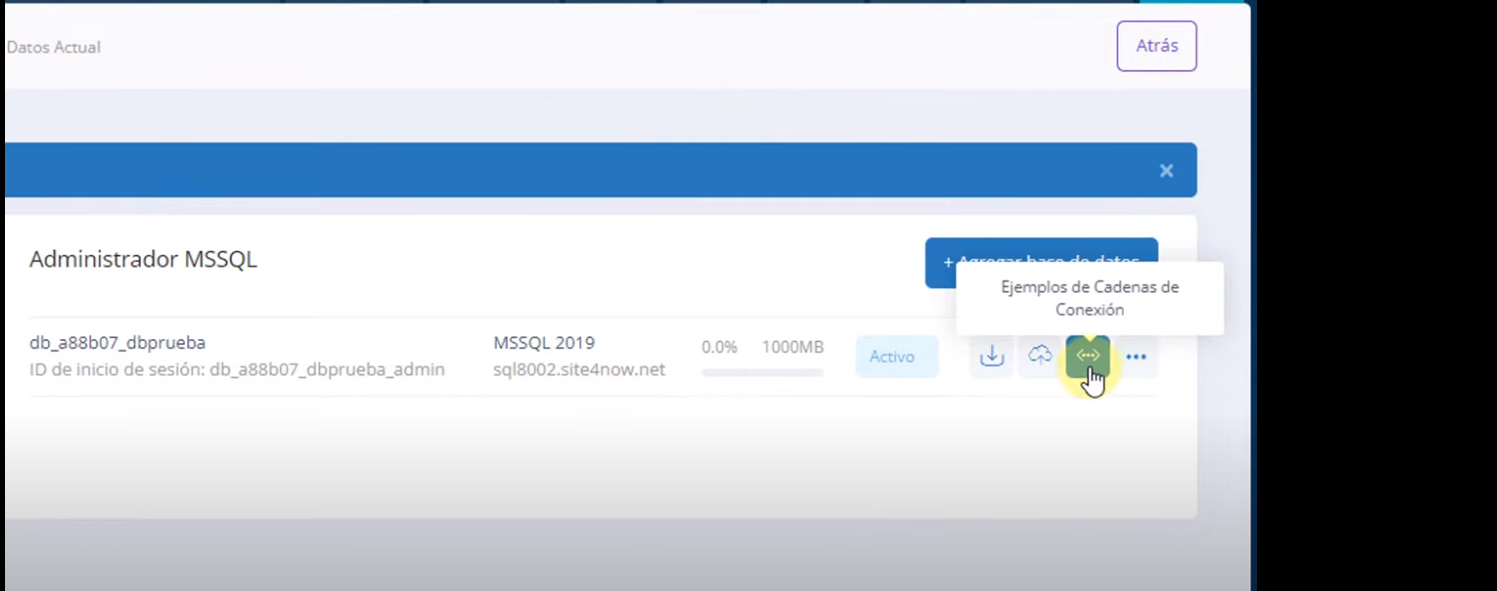 Datos Actual
Atrás
Administrador MSSQL
+ Agregar base de datos
Ejemplos de Cadenas de
Conexión
db_a88b07_dbprueba
MSSQL 2019
0.0% 1000MB
Activo
ID de inicio de sesión: db_a88b07_dbprueba_admin
sql8002.site4now.net